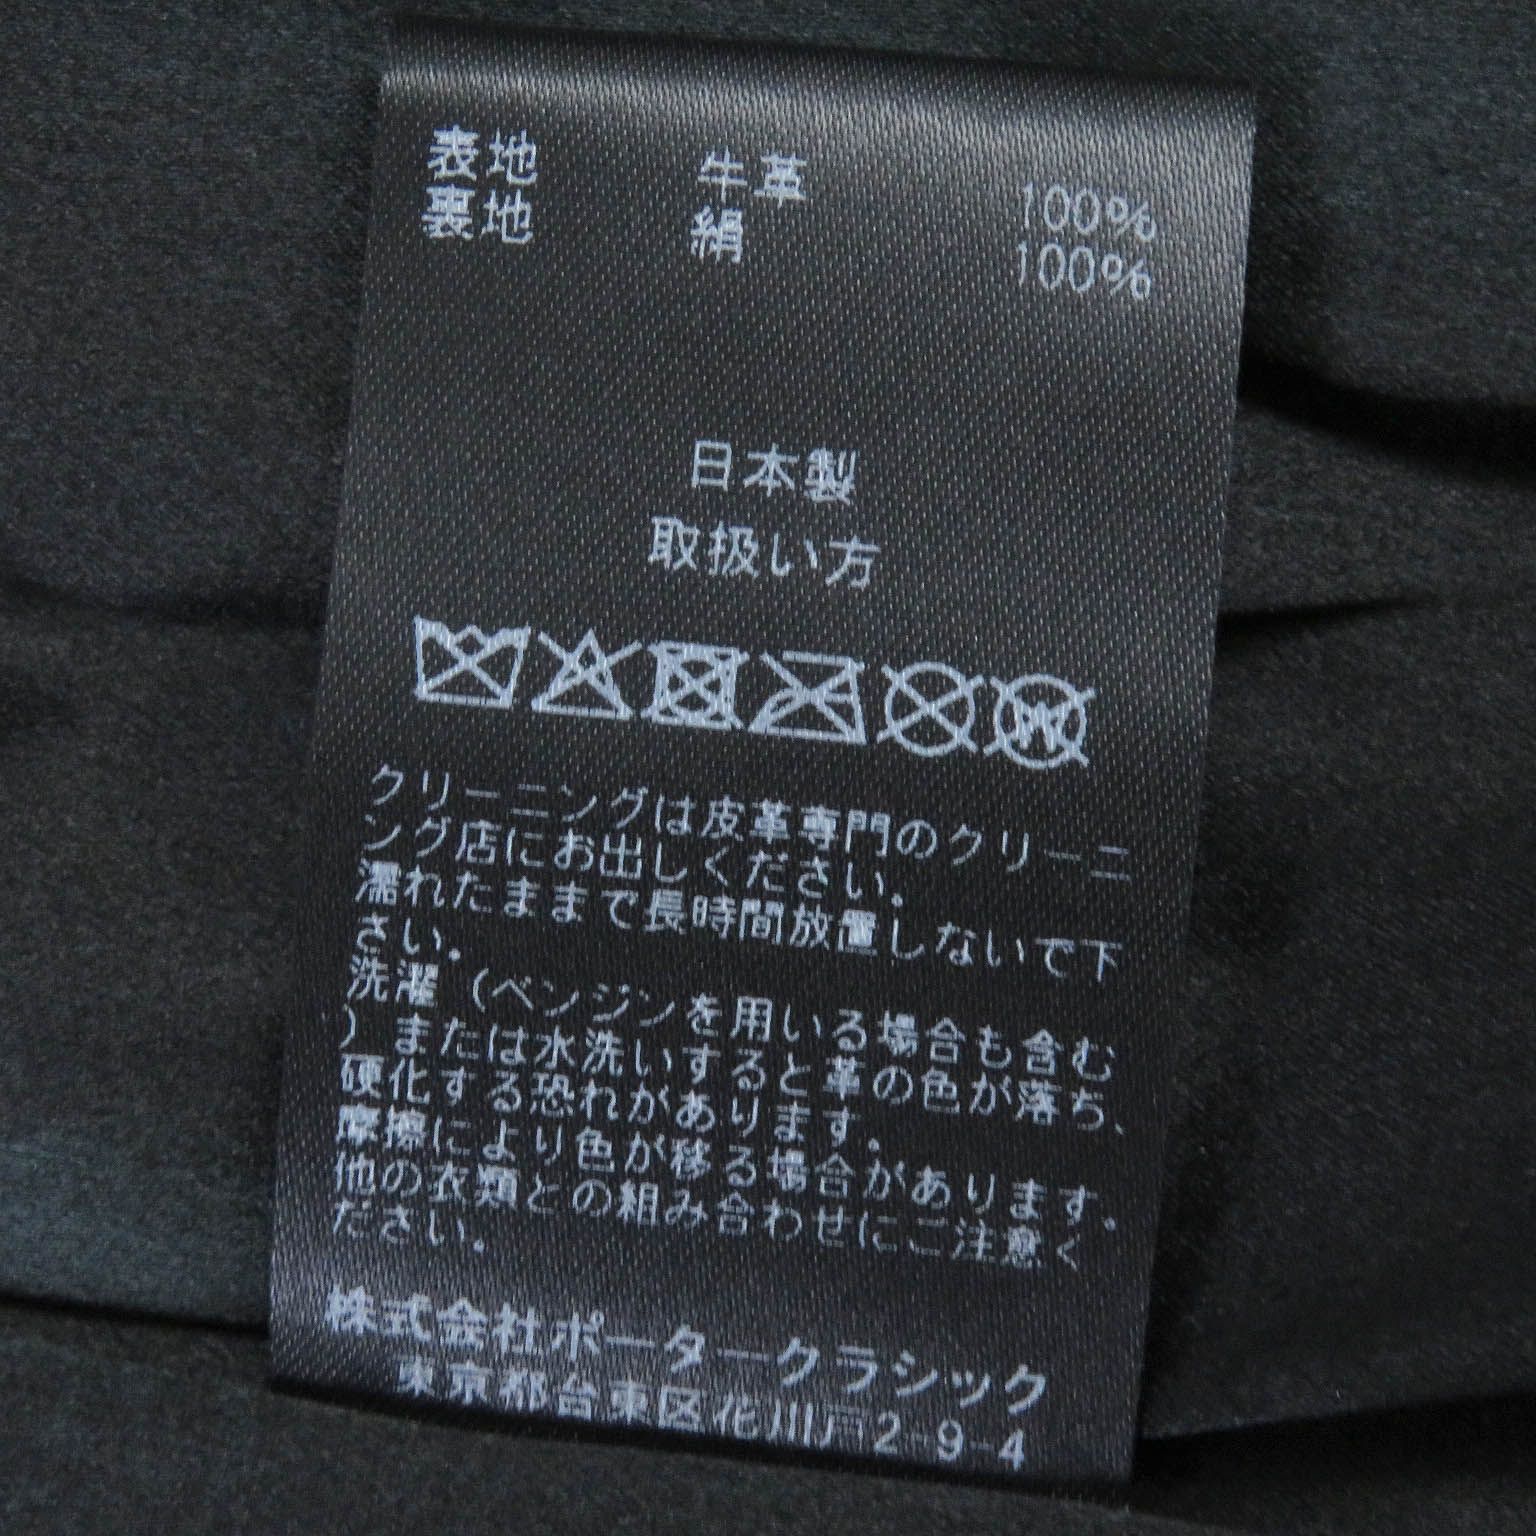 表地 牛革 100%
裏地 絹 100%
日本製
取扱い方
クリーニングは皮革専門のクリーニ
ング店にお出しください。
濡れたままで長時間放置しないで下
さい。
洗濯（ベンジンを用いる場合も含む
）または水洗いすると革の色が落ち、
硬化する恐れがあります。
摩擦により色が移る場合があります。
他の衣類との組み合わせにご注意く
ださい。
株式会社ポータークラシック
東京都台東区花川戸2-9-4